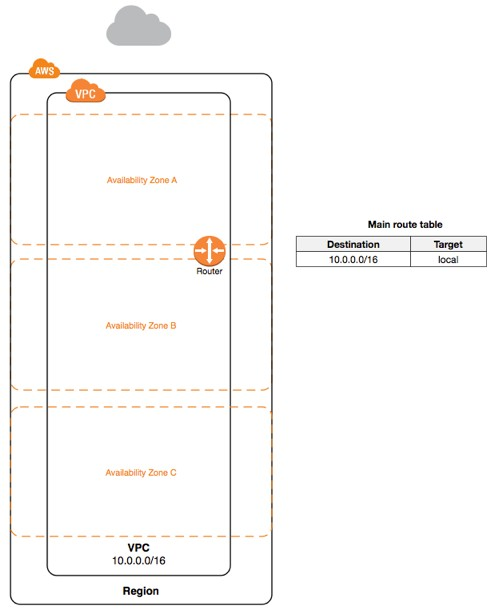 AWS
VPC
Availability Zone A
Router
Main route table
Destination Target
10.0.0.0/16 local
Availability Zone B
Availability Zone C
VPC
10.0.0.0/16
Region